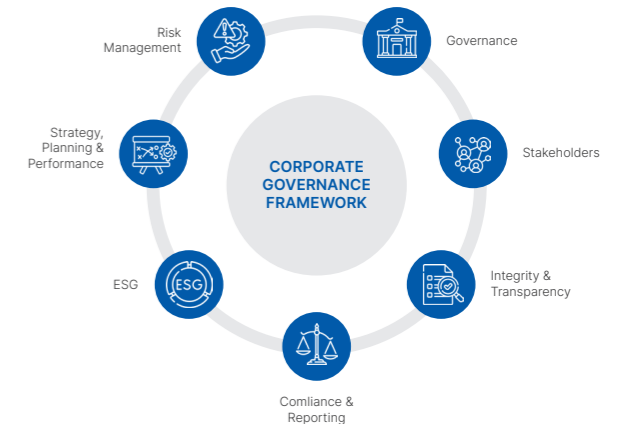 Risk
Management
Governance
Strategy,
Planning &
Performance
Stakeholders
CORPORATE
GOVERNANCE
FRAMEWORK
ESG
ESG
Integrity &
Transparency
Comliance &
Reporting